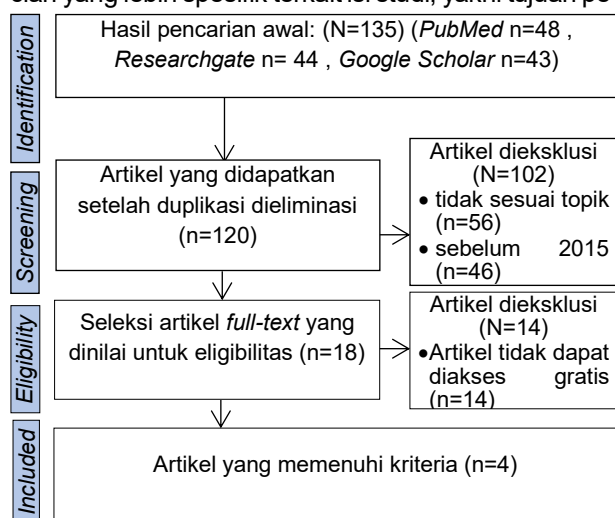 Hasil pencarian awal: (N=135) (PubMed n=48 ,
Researchgate n= 44 , Google Scholar n=43)
Identification
Artikel yang didapatkan
setelah duplikasi dieliminasi
(n=120)
Artikel dieksklusi
(N=102)
• tidak sesuai topik
(n=56)
• sebelum 2015
(n=46)
Screening
Seleksi artikel full-text yang
dinilai untuk eligibilitas (n=18)
Artikel dieksklusi
(N=14)
•Artikel tidak dapat
diakses gratis
(n=14)
Eligibility
Artikel yang memenuhi kriteria (n=4)
Included